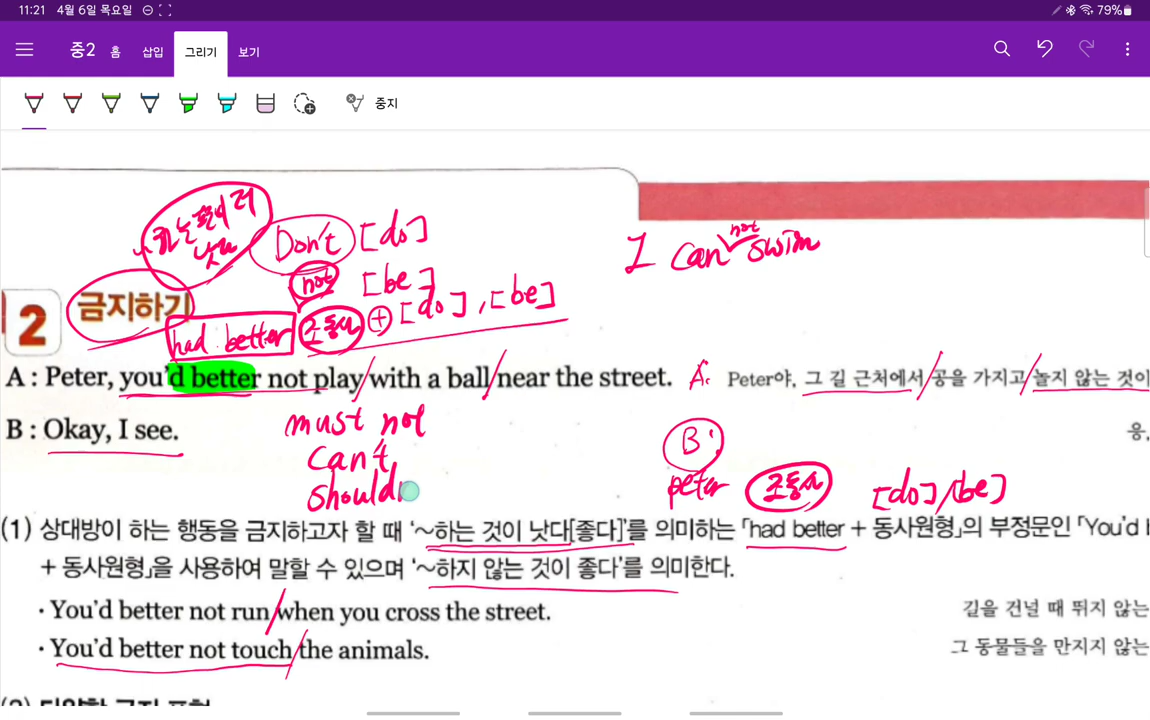 11:21 4월 6일 목요일 79%
중2 홈 삽입 그리기 보기
중지
Don't [do]
not [be]
I can not swim
2 금지하기
had better 조동사 + [do], [be]
A : Peter, you'd better not play with a ball near the street. A. Peter야, 그 길 근처에서 공을 가지고 놀지 않는 것이
B : Okay, I see. 응,
must not
can't
should
B:
peter 조동사 [do]/[be]
(1) 상대방이 하는 행동을 금지하고자 할 때 '~하는 것이 낫다[좋다]'를 의미하는 「had better + 동사원형」의 부정문인 「You'd b
+ 동사원형」을 사용하여 말할 수 있으며 '~하지 않는 것이 좋다'를 의미한다.
· You'd better not run when you cross the street. 길을 건널 때 뛰지 않는
· You'd better not touch the animals. 그 동물들을 만지지 않는